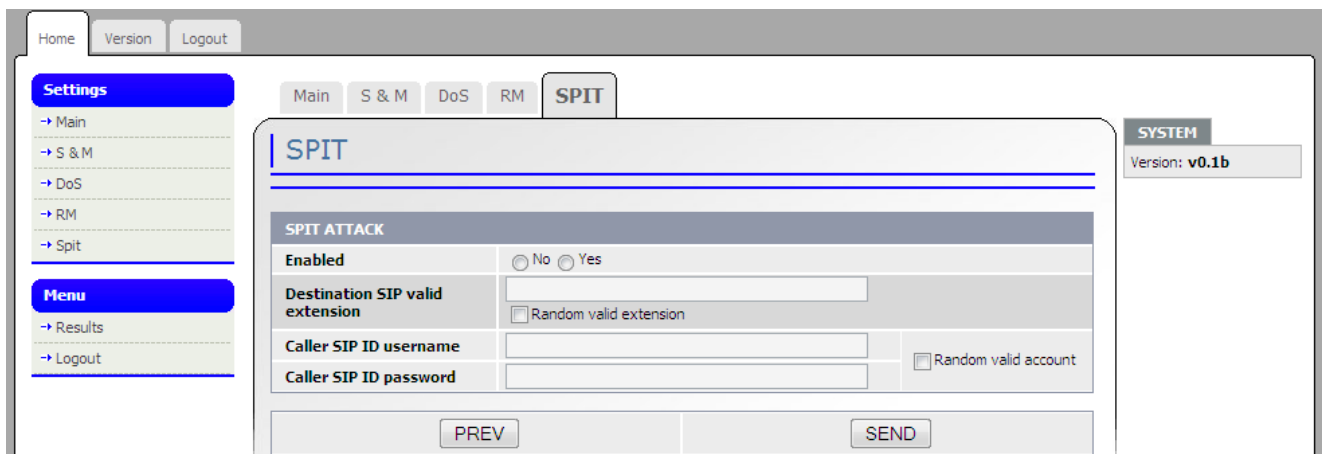 Home Version Logout
Settings
Main
S & M
DoS
RM
Spit
Menu
Results
Logout
Main S & M DoS RM SPIT
SPIT
SPIT ATTACK
Enabled No Yes
Destination SIP valid
extension
Random valid extension
Caller SIP ID username
Random valid account
Caller SIP ID password
PREV SEND
SYSTEM
Version: v0.1b